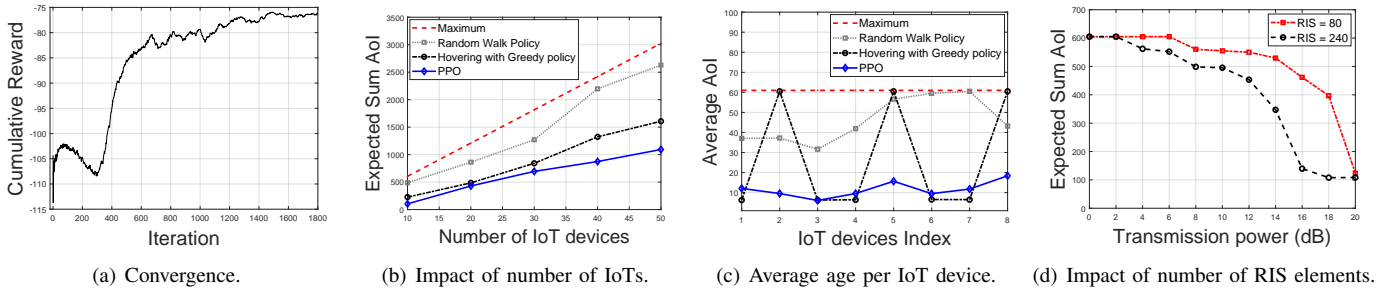 Cumulative Reward
-75
-80
-85
-90
-95
-100
-105
-110
-115
0 200 400 600 800 1000 1200 1400 1600 1800
Iteration
(a) Convergence.
Expected Sum AoI
3500
3000
2500
2000
1500
1000
500
0
Maximum
Random Walk Policy
Hovering with Greedy policy
PPO
10 20 30 40 50
Number of IoT devices
(b) Impact of number of IoTs.
Average AoI
100
90
80
70
60
50
40
30
20
10
Maximum
Random Walk Policy
Hovering with Greedy policy
PPO
1 2 3 4 5 6 7 8
IoT devices Index
(c) Average age per IoT device.
Expected Sum AoI
700
600
500
400
300
200
100
0
RIS = 80
RIS = 240
0 2 4 6 8 10 12 14 16 18 20
Transmission power (dB)
(d) Impact of number of RIS elements.